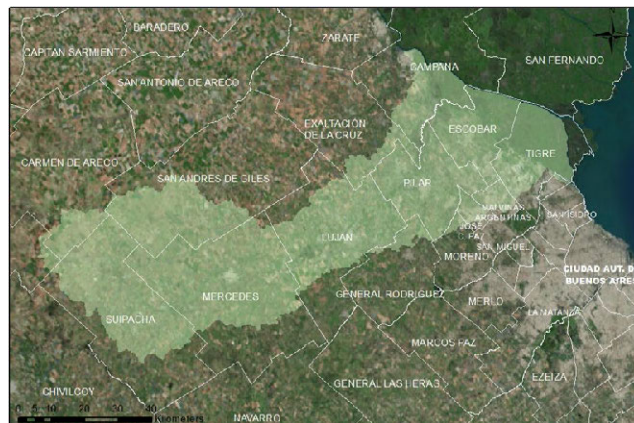 BARADERO
ZARATE
CAPITAN SARMIENTO
SAN FERNANDO
CAMPANA
SAN ANTONIO DE ARECO
EXALTACIÓN
DE LA CRUZ
ESCOBAR
TIGRE
CARMEN DE ARECO
SAN ANDRES DE GILES
PILAR
MALVINAS
ARGENTINAS
SAN ISIDRO
JOSE
PAZ
LUJAN
SAN MIGUEL
MORENO
CIUDAD AUT. D
BUENOS AIRES
GENERAL RODRIGUEZ
MERLO
MERCEDES
LA MATANZA
SUIPACHA
MARCOS PAZ
EZEIZA
GENERAL LAS HERAS
CHIVILCOY
NAVARRO
0 5 10 20 30 40
Kilometers